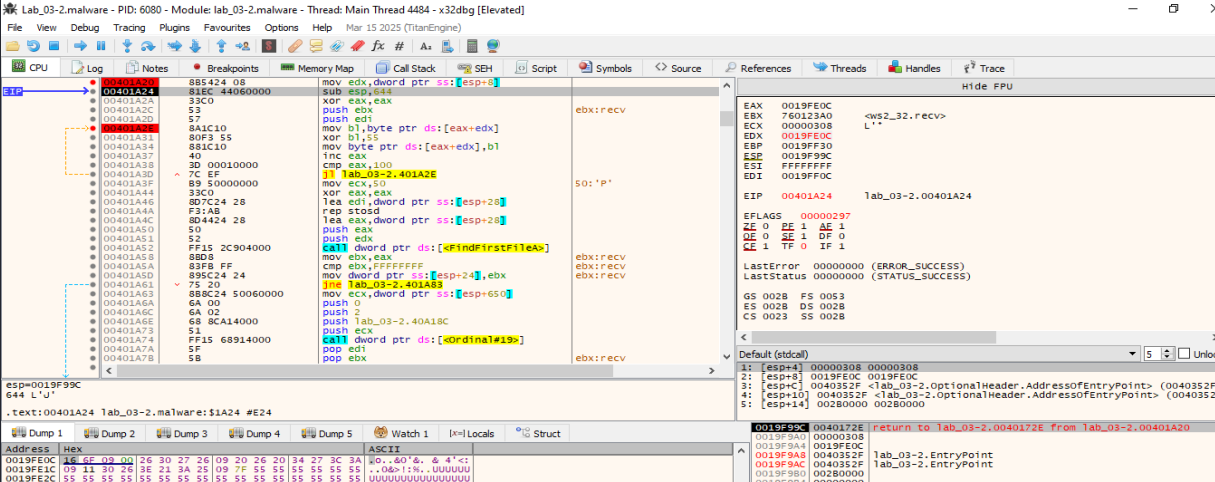 Lab_03-2.malware - PID: 6080 - Module: lab_03-2.malware - Thread: Main Thread 4484 - x32dbg [Elevated]
File View Debug Tracing Plugins Favourites Options Help Mar 15 2025 (TitanEngine)
CPU Log Notes Breakpoints Memory Map Call Stack SEH Script Symbols Source References Threads Handles Trace
00401A20 8B5424 08 mov edx,dword ptr ss:[esp+8]
EIP 00401A24 81EC 44060000 sub esp,644
00401A2A 33C0 xor eax,eax
00401A2C 53 push ebx ebx:recv
00401A2D 57 push edi
00401A2E 8A1C10 mov bl,byte ptr ds:[eax+edx]
00401A31 80F3 55 xor bl,55
00401A34 881C10 mov byte ptr ds:[eax+edx],bl
00401A37 40 inc eax
00401A38 3D 00010000 cmp eax,100
00401A3D 7C EF jl lab_03-2.401A2E
00401A3F B9 50000000 mov ecx,50 50:'P'
00401A44 33C0 xor eax,eax
00401A46 8D7C24 28 lea edi,dword ptr ss:[esp+28]
00401A4A F3:AB rep stosd
00401A4C 8D4424 28 lea eax,dword ptr ss:[esp+28]
00401A50 50 push eax
00401A51 52 push edx
00401A52 FF15 2C904000 call dword ptr ds:[<FindFirstFileA>]
00401A58 8BD8 mov ebx,eax ebx:recv
00401A5A 83FB FF cmp ebx,FFFFFFFF ebx:recv
00401A5D 895C24 24 mov dword ptr ss:[esp+24],ebx ebx:recv
00401A61 75 20 jne lab_03-2.401A83
00401A63 8B8C24 50060000 mov ecx,dword ptr ss:[esp+650]
00401A6A 6A 00 push 0
00401A6C 6A 02 push 2
00401A6E 68 8CA14000 push lab_03-2.40A18C
00401A73 51 push ecx
00401A74 FF15 68914000 call dword ptr ds:[<Ordinal#19>]
00401A7A 5F pop edi
00401A7B 5B pop ebx ebx:recv
Hide FPU
EAX 0019FE0C
EBX 760123A0 <ws2_32.recv>
ECX 00000308 L'˚'
EDX 0019FE0C
EBP 0019FF30
ESP 0019F99C
ESI FFFFFFFF
EDI 0019FF0C
EIP 00401A24 lab_03-2.00401A24
EFLAGS 00000297
ZF 0 PF 1 AF 1
OF 0 SF 1 DF 0
CF 1 TF 0 IF 1
LastError 00000000 (ERROR_SUCCESS)
LastStatus 00000000 (STATUS_SUCCESS)
GS 002B FS 0053
ES 002B DS 002B
CS 0023 SS 002B
Default (stdcall) 5 Unloc
1: [esp+4] 00000308 00000308
2: [esp+8] 0019FE0C 0019FE0C
3: [esp+C] 0040352F <lab_03-2.OptionalHeader.AddressOfEntryPoint> (0040352F
4: [esp+10] 0040352F <lab_03-2.OptionalHeader.AddressOfEntryPoint> (0040352
5: [esp+14] 002B0000 002B0000
esp=0019F99C
.text:00401A24 lab_03-2.malware:$1A24 #E24
Dump 1 Dump 2 Dump 3 Dump 4 Dump 5 Watch 1 [x=] Locals Struct
Address Hex ASCII
0019FE0C 16 6F 09 00 26 30 27 26 09 20 26 20 34 27 3C 3A .o..&0'&. & 4'<:
0019FE1C 09 11 30 26 3E 21 3A 25 09 7F 55 55 55 55 55 55 ..0&>!:%..UUUUUU
0019FE2C 55 55 55 55 55 55 55 55 55 55 55 55 55 55 55 55 UUUUUUUUUUUUUUUU
0019F99C 0040172E return to lab_03-2.0040172E from lab_03-2.00401A20
0019F9A0 00000308
0019F9A4 0019FE0C
0019F9A8 0040352F lab_03-2.EntryPoint
0019F9AC 0040352F lab_03-2.EntryPoint
0019F9B0 002B0000